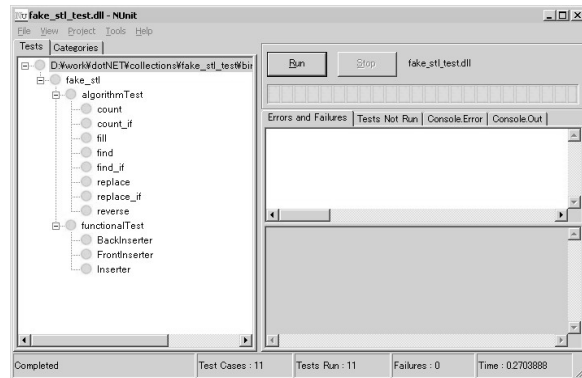 fake_stl_test.dll - NUnit
File View Project Tools Help
Tests Categories
D:¥work¥dotNET¥collections¥fake_stl_test¥bin
fake_stl
algorithmTest
count
count_if
fill
find
find_if
replace
replace_if
reverse
functionalTest
BackInserter
FrontInserter
Inserter
Run Stop fake_stl_test.dll
Errors and Failures Tests Not Run Console.Error Console.Out
Completed Test Cases : 11 Tests Run : 11 Failures : 0 Time : 0.2703888